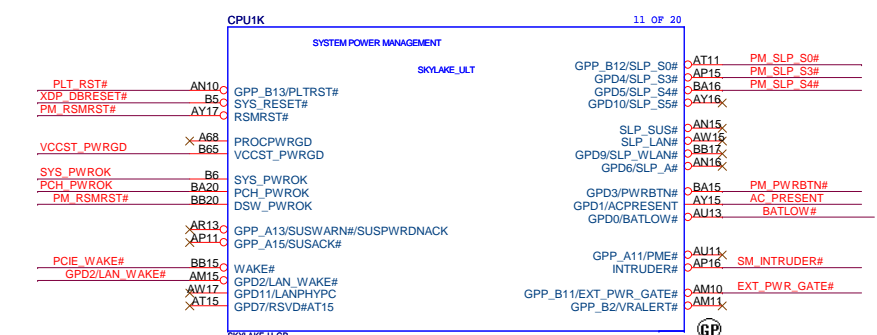 CPU1K 11 OF 20
SYSTEM POWER MANAGEMENT
SKYLAKE_ULT
PLT_RST# AN10 GPP_B13/PLTRST#
XDP_DBRESET# B5 SYS_RESET#
PM_RSMRST# AY17 RSMRST#
A68 PROCPWRGD
VCCST_PWRGD B65 VCCST_PWRGD
SYS_PWROK B6 SYS_PWROK
PCH_PWROK BA20 PCH_PWROK
PM_RSMRST# BB20 DSW_PWROK
AR13 GPP_A13/SUSWARN#/SUSPWRDNACK
AP11 GPP_A15/SUSACK#
PCIE_WAKE# BB15 WAKE#
GPD2/LAN_WAKE# AM15 GPD2/LAN_WAKE#
AW17 GPD11/LANPHYPC
AT15 GPD7/RSVD#AT15
GPP_B12/SLP_S0# AT11 PM_SLP_S0#
GPD4/SLP_S3# AP15 PM_SLP_S3#
GPD5/SLP_S4# BA16 PM_SLP_S4#
GPD10/SLP_S5# AY16
SLP_SUS# AN15
SLP_LAN# AW15
GPD9/SLP_WLAN# BB17
GPD6/SLP_A# AN16
GPD3/PWRBTN# BA15 PM_PWRBTN#
GPD1/ACPRESENT AY15 AC_PRESENT
GPD0/BATLOW# AU13 BATLOW#
GPP_A11/PME# AU11
INTRUDER# AP16 SM_INTRUDER#
GPP_B11/EXT_PWR_GATE# AM10 EXT_PWR_GATE#
GPP_B2/VRALERT# AM11
GP